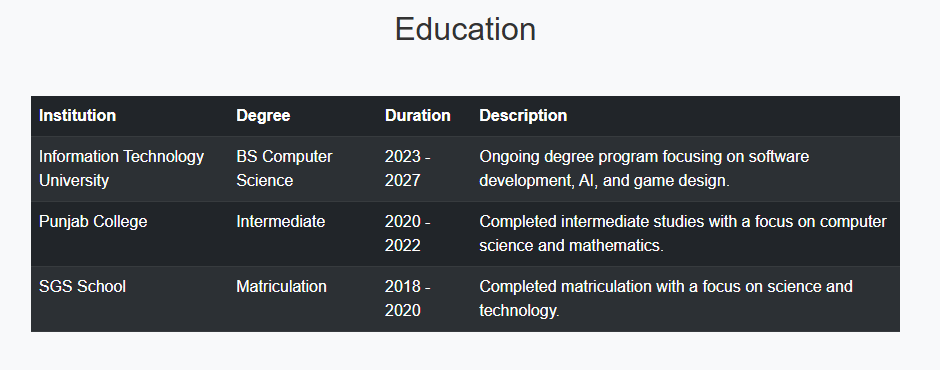 Education
Institution Degree Duration Description
Information Technology BS Computer 2023 - Ongoing degree program focusing on software
University Science 2027 development, AI, and game design.
Punjab College Intermediate 2020 - Completed intermediate studies with a focus on computer
2022 science and mathematics.
SGS School Matriculation 2018 - Completed matriculation with a focus on science and
2020 technology.